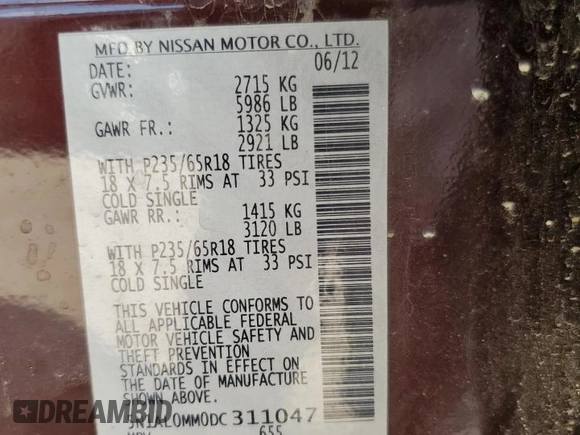 MFD BY NISSAN MOTOR CO., LTD.
DATE: 06/12
GVWR: 2715 KG
5986 LB
GAWR FR.: 1325 KG
2921 LB
WITH P235/65R18 TIRES
18 X 7.5 RIMS AT 33 PSI
COLD SINGLE
GAWR RR.: 1415 KG
3120 LB
WITH P235/65R18 TIRES
18 X 7.5 RIMS AT 33 PSI
COLD SINGLE
THIS VEHICLE CONFORMS TO
ALL APPLICABLE FEDERAL
MOTOR VEHICLE SAFETY AND
THEFT PREVENTION
STANDARDS IN EFFECT ON
THE DATE OF MANUFACTURE
SHOWN ABOVE.
5N1AL0MM0DC311047
MPV 655
DREAMBID